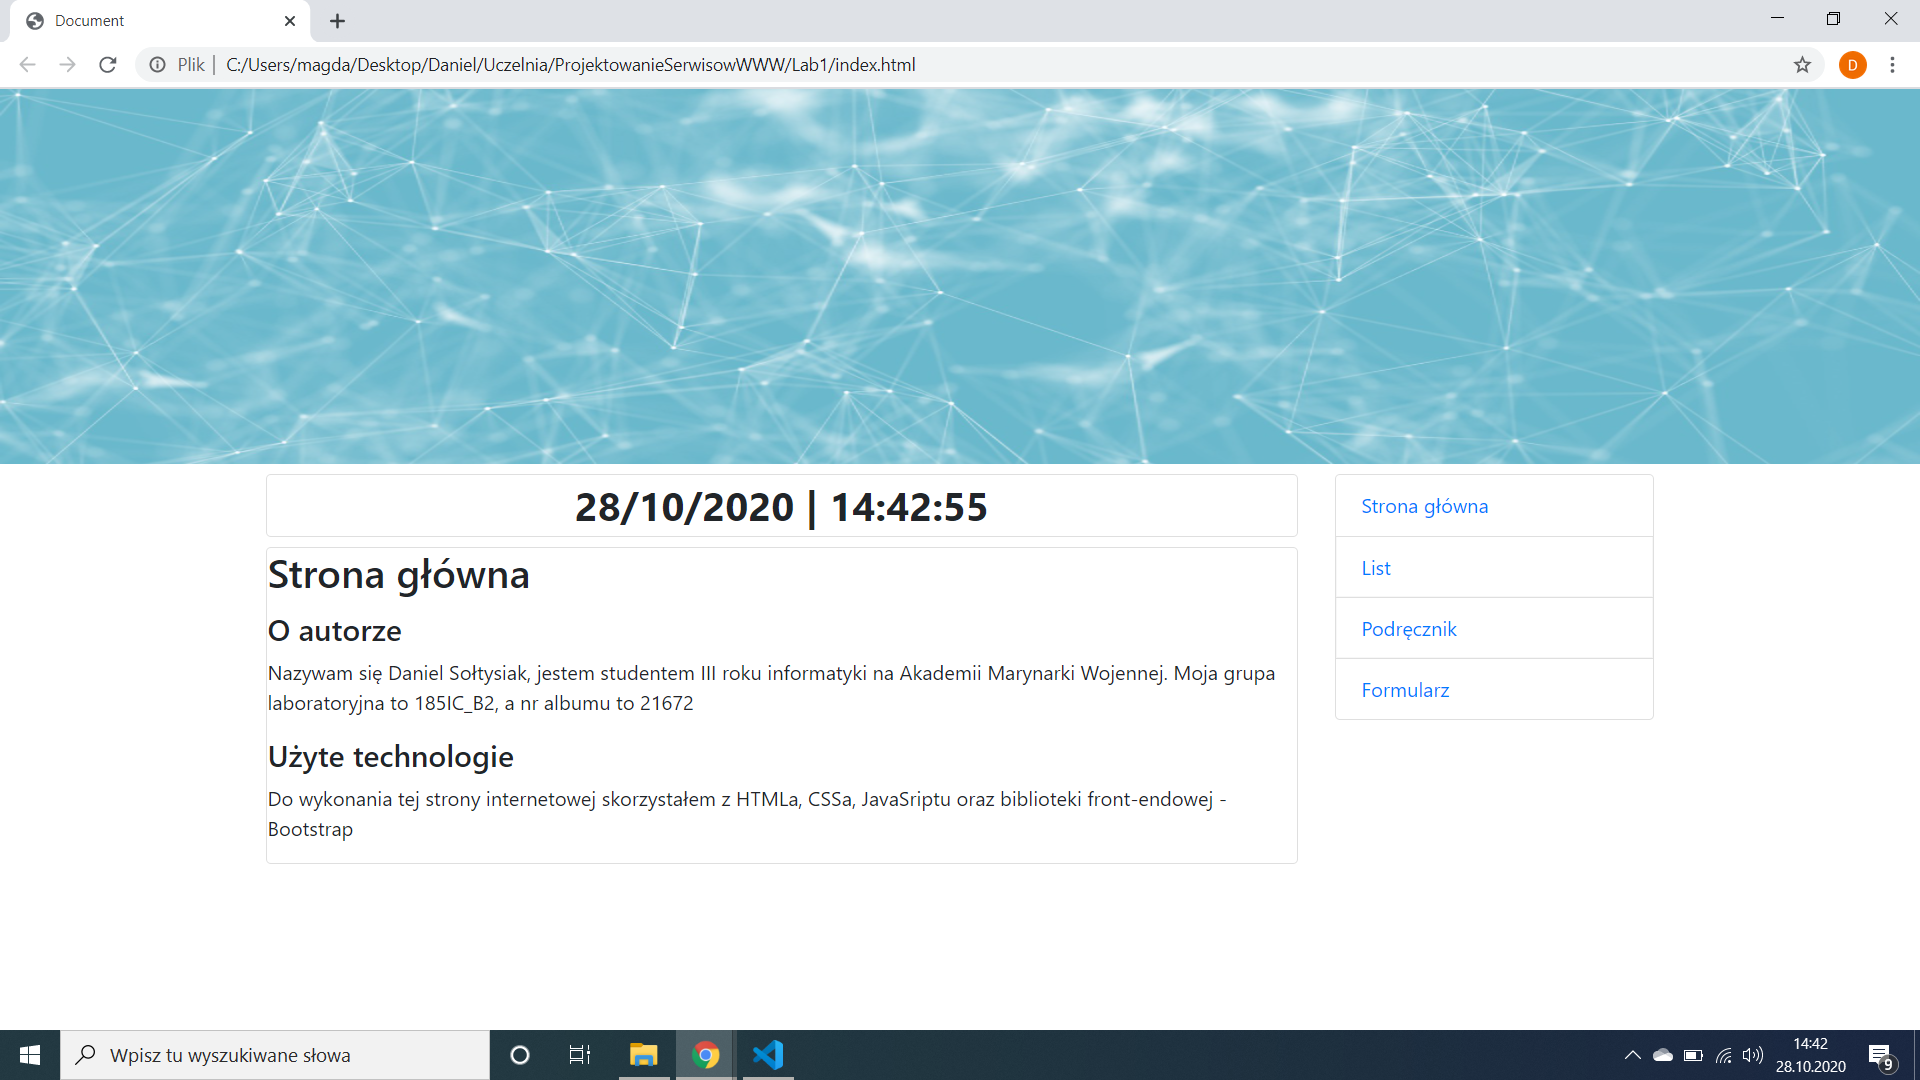 Document
Plik | C:/Users/magda/Desktop/Daniel/Uczelnia/ProjektowanieSerwisowWWW/Lab1/index.html
D
28/10/2020 | 14:42:55
Strona główna
O autorze
Nazywam się Daniel Sołtysiak, jestem studentem III roku informatyki na Akademii Marynarki Wojennej. Moja grupa
laboratoryjna to 185IC_B2, a nr albumu to 21672
Użyte technologie
Do wykonania tej strony internetowej skorzystałem z HTMLa, CSSa, JavaSriptu oraz biblioteki front-endowej -
Bootstrap
Strona główna
List
Podręcznik
Formularz
Wpisz tu wyszukiwane słowa
14:42
28.10.2020
9